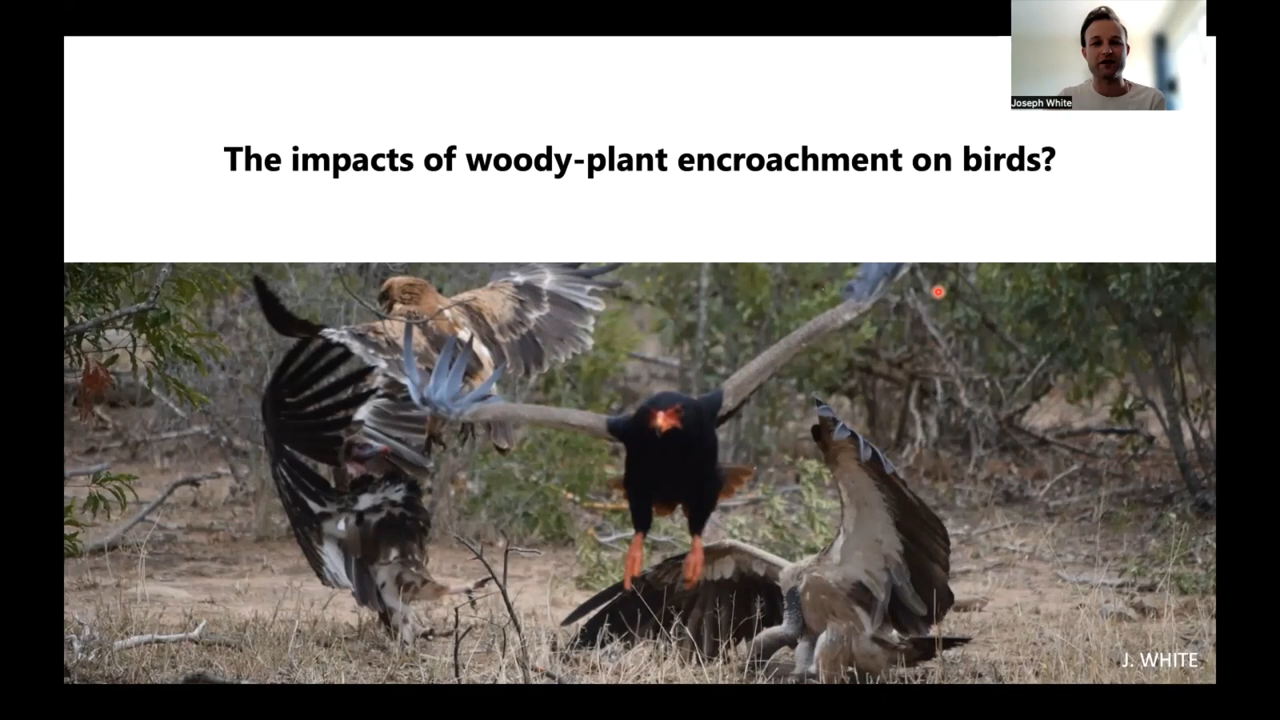 Joseph White
The impacts of woody-plant encroachment on birds?
J. WHITE